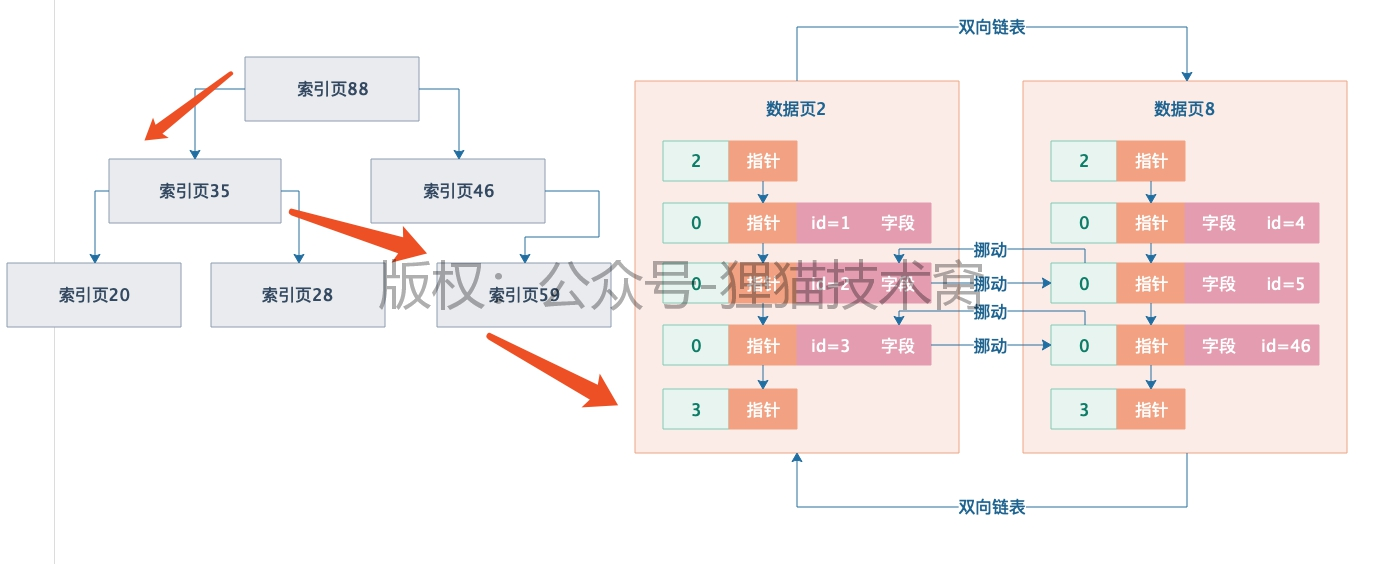 双向链表
索引页88
索引页35
索引页46
索引页20
索引页28
索引页59
数据页2
2 指针
0 指针 id=1 字段
0 指针 id=2 字段
0 指针 id=3 字段
3 指针
挪动
挪动
挪动
挪动
数据页8
2 指针
0 指针 字段 id=4
0 指针 字段 id=5
0 指针 字段 id=46
3 指针
双向链表
版权：公众号-狸猫技术窝